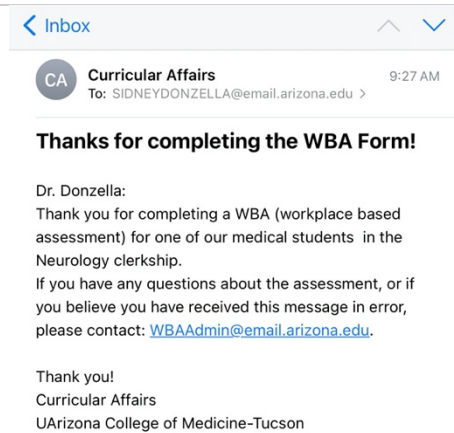 Inbox
CA
Curricular Affairs
9:27 AM
To: SIDNEYDONZELLA@email.arizona.edu >
Thanks for completing the WBA Form!
Dr. Donzella:
Thank you for completing a WBA (workplace based
assessment) for one of our medical students in the
Neurology clerkship.
If you have any questions about the assessment, or if
you believe you have received this message in error,
please contact: WBAAdmin@email.arizona.edu.
Thank you!
Curricular Affairs
UArizona College of Medicine-Tucson